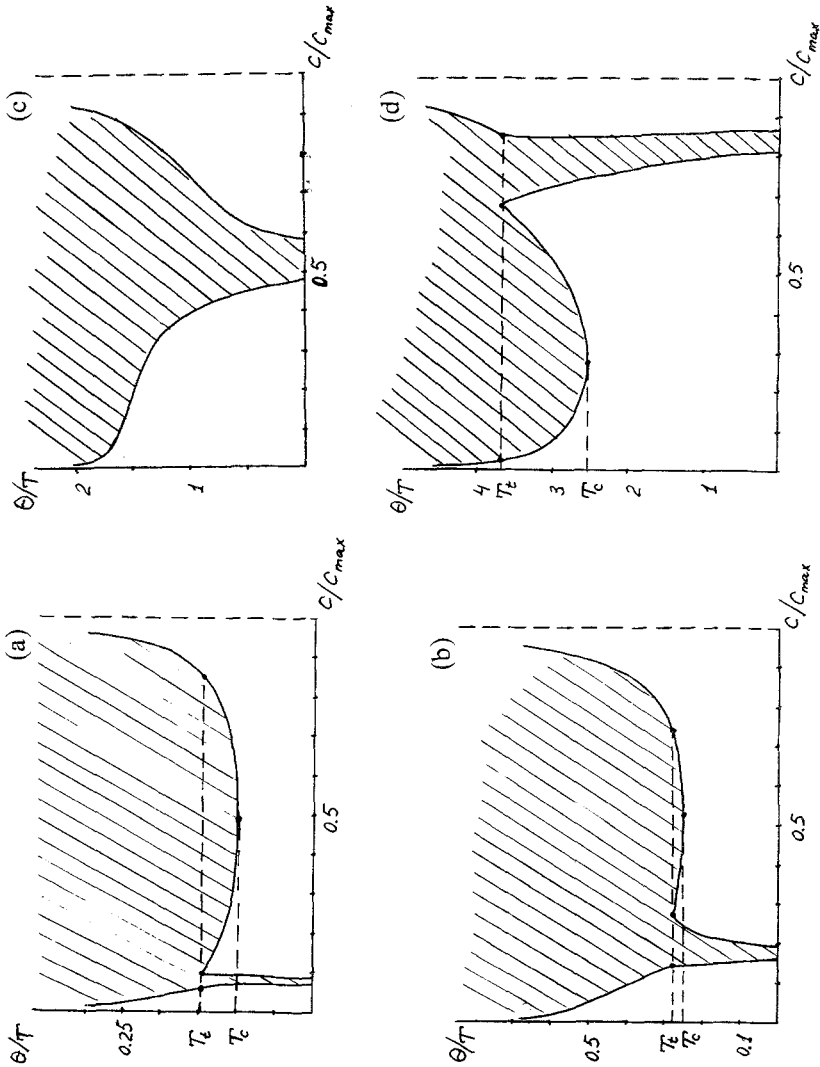 (a)
Θ/T
0.25
T_t
T_c
0.5
C/C_max
(b)
Θ/T
0.5
T_t
T_c
0.1
0.5
C/C_max
(c)
Θ/T
2
1
0.5
C/C_max
(d)
Θ/T
4
T_t
3
T_c
2
1
0.5
C/C_max